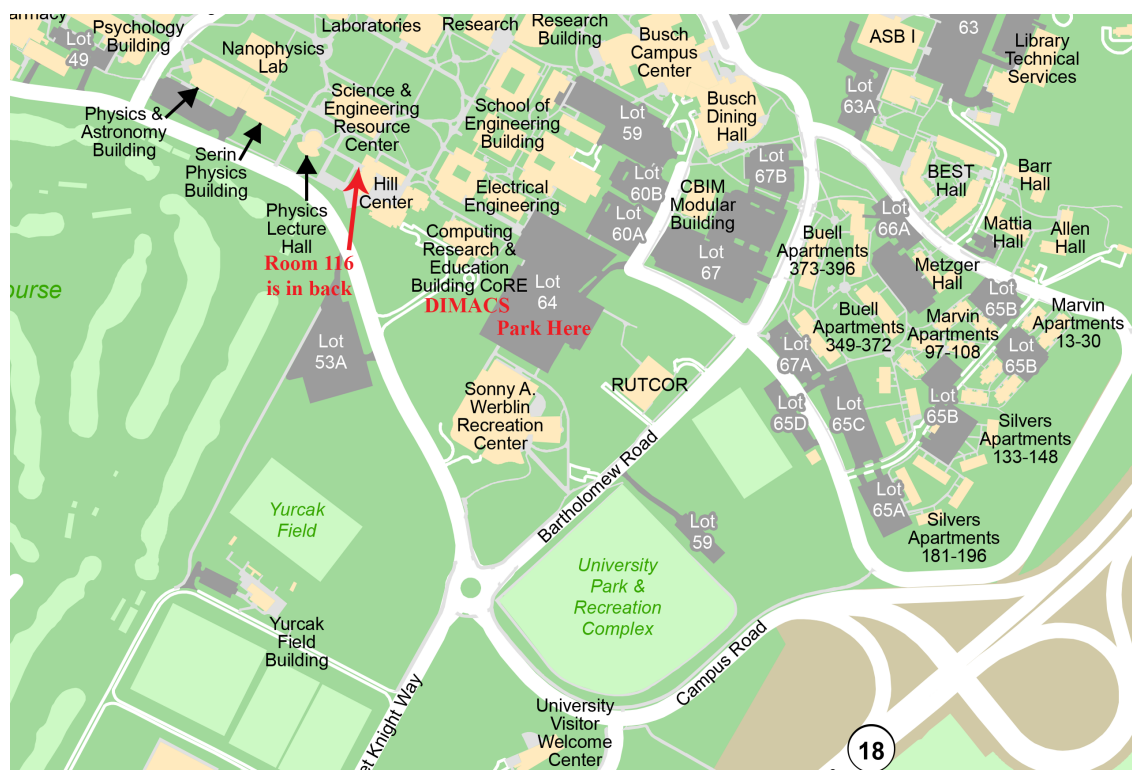 Psychology
Building
Lot
49
Laboratories
Nanophysics
Lab
Research
Research
Building
Busch
Campus
Center
ASB I
63
Library
Technical
Services
Lot
63A
Physics &
Astronomy
Building
Science &
Engineering
Resource
Center
School of
Engineering
Building
Lot
59
Busch
Dining
Hall
Serin
Physics
Building
Hill
Center
Electrical
Engineering
Lot
60B
Lot
60A
CBIM
Modular
Building
Lot
67B
BEST
Hall
Barr
Hall
Physics
Lecture
Hall
Room 116
is in back
Computing
Research &
Education
Building CoRE
DIMACS
Park Here
Lot
64
Lot
67
Buell
Apartments
373-396
Lot
66A
Mattia
Hall
Allen
Hall
Metzger
Hall
Lot
65B
ourse
Lot
53A
Buell
Apartments
349-372
Marvin
Apartments
97-108
Marvin
Apartments
13-30
Lot
67A
Lot
65B
Sonny A.
Werblin
Recreation
Center
RUTCOR
Lot
65D
Lot
65C
Lot
65B
Silvers
Apartments
133-148
Bartholomew Road
Yurcak
Field
Lot
59
Lot
65A
Silvers
Apartments
181-196
University
Park &
Recreation
Complex
Yurcak
Field
Building
Campus Road
et Knight Way
University
Visitor
Welcome
Center
18